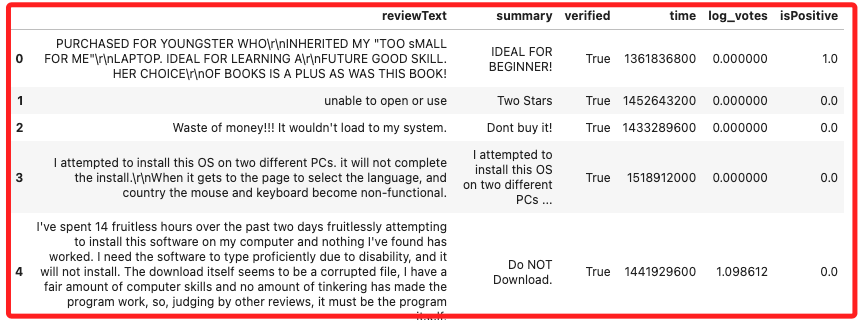 reviewText summary verified time log_votes isPositive
0 PURCHASED FOR YOUNGSTER WHO\r\nINHERITED MY "TOO sMALL
FOR ME"\r\nLAPTOP. IDEAL FOR LEARNING A\r\nFUTURE GOOD SKILL.
HER CHOICE\r\nOF BOOKS IS A PLUS AS WAS THIS BOOK!
IDEAL FOR
BEGINNER!
True 1361836800 0.000000 1.0
1 unable to open or use Two Stars True 1452643200 0.000000 0.0
2 Waste of money!!! It wouldn't load to my system. Dont buy it! True 1433289600 0.000000 0.0
3 I attempted to install this OS on two different PCs. it will not complete
the install.\r\nWhen it gets to the page to select the language, and
country the mouse and keyboard become non-functional.
I attempted to
install this OS
on two different
PCs ...
True 1518912000 0.000000 0.0
4 I've spent 14 fruitless hours over the past two days fruitlessly attempting
to install this software on my computer and nothing I've found has
worked. I need the software to type proficiently due to disability, and it
will not install. The download itself seems to be a corrupted file, I have a
fair amount of computer skills and no amount of tinkering has made the
program work, so, judging by other reviews, it must be the program
itself.
Do NOT
Download.
True 1441929600 1.098612 0.0